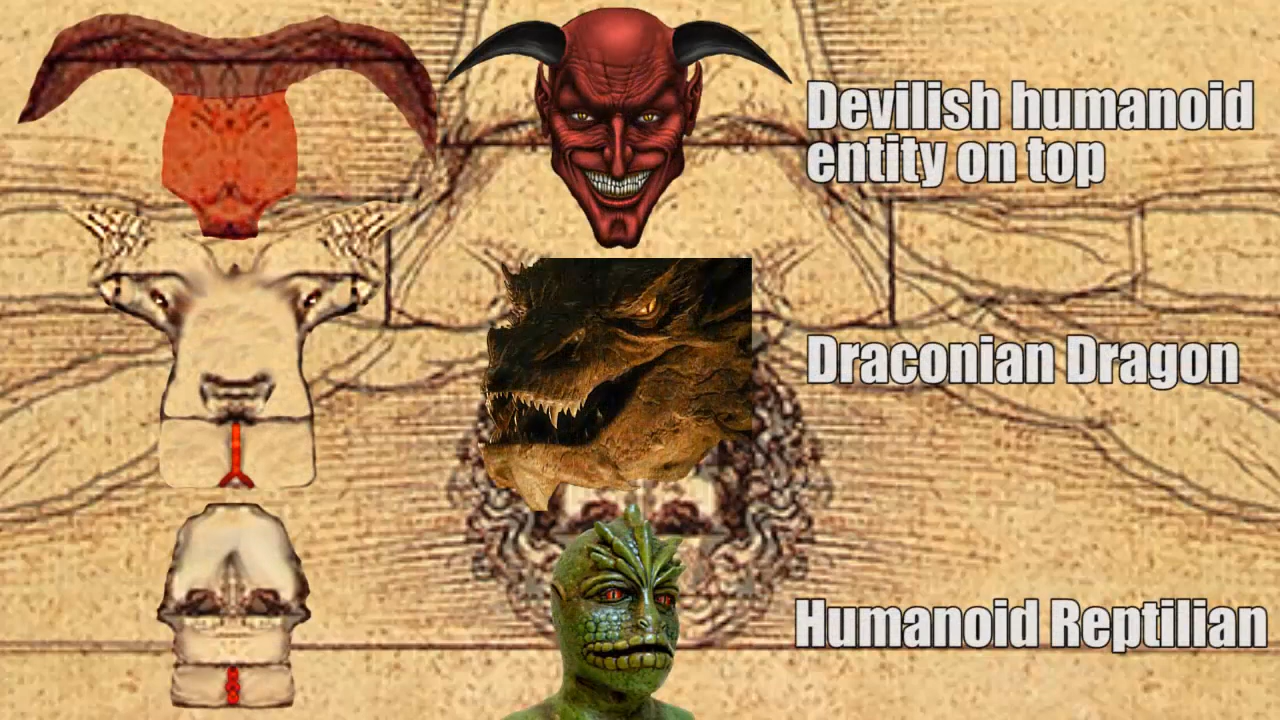 Devilish humanoid
entity on top
Draconian Dragon
Humanoid Reptilian